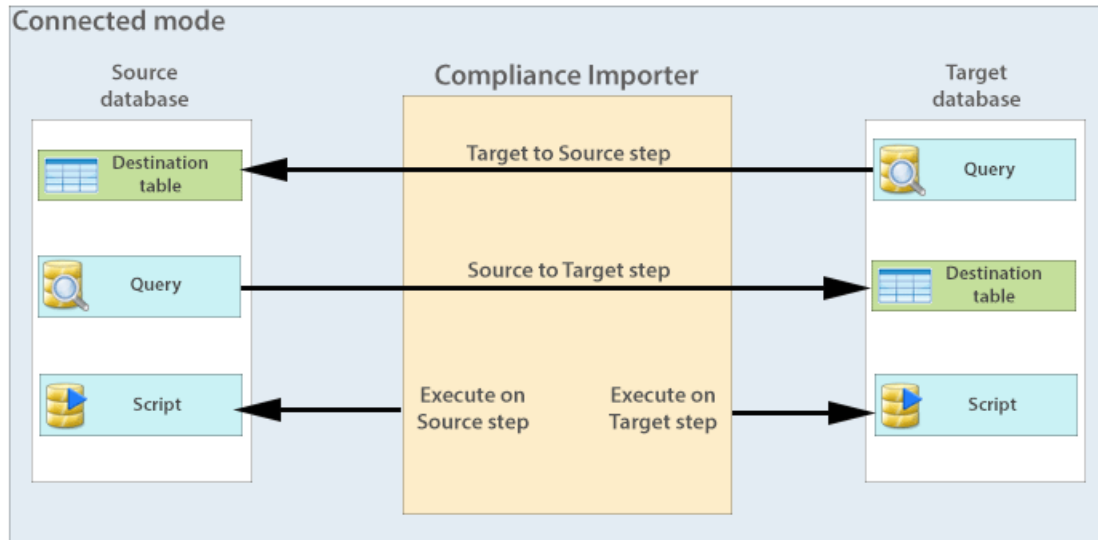 Connected mode
Source
database
Compliance Importer
Target
database
Destination
table
Target to Source step
Query
Query
Source to Target step
Destination
table
Script
Execute on
Source step
Execute on
Target step
Script